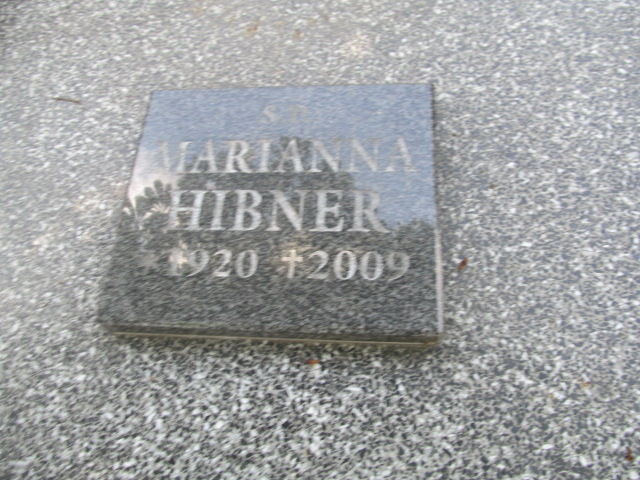 Ś.P.
MARIANNA
HIBNER
* 1920 ✝ 2009